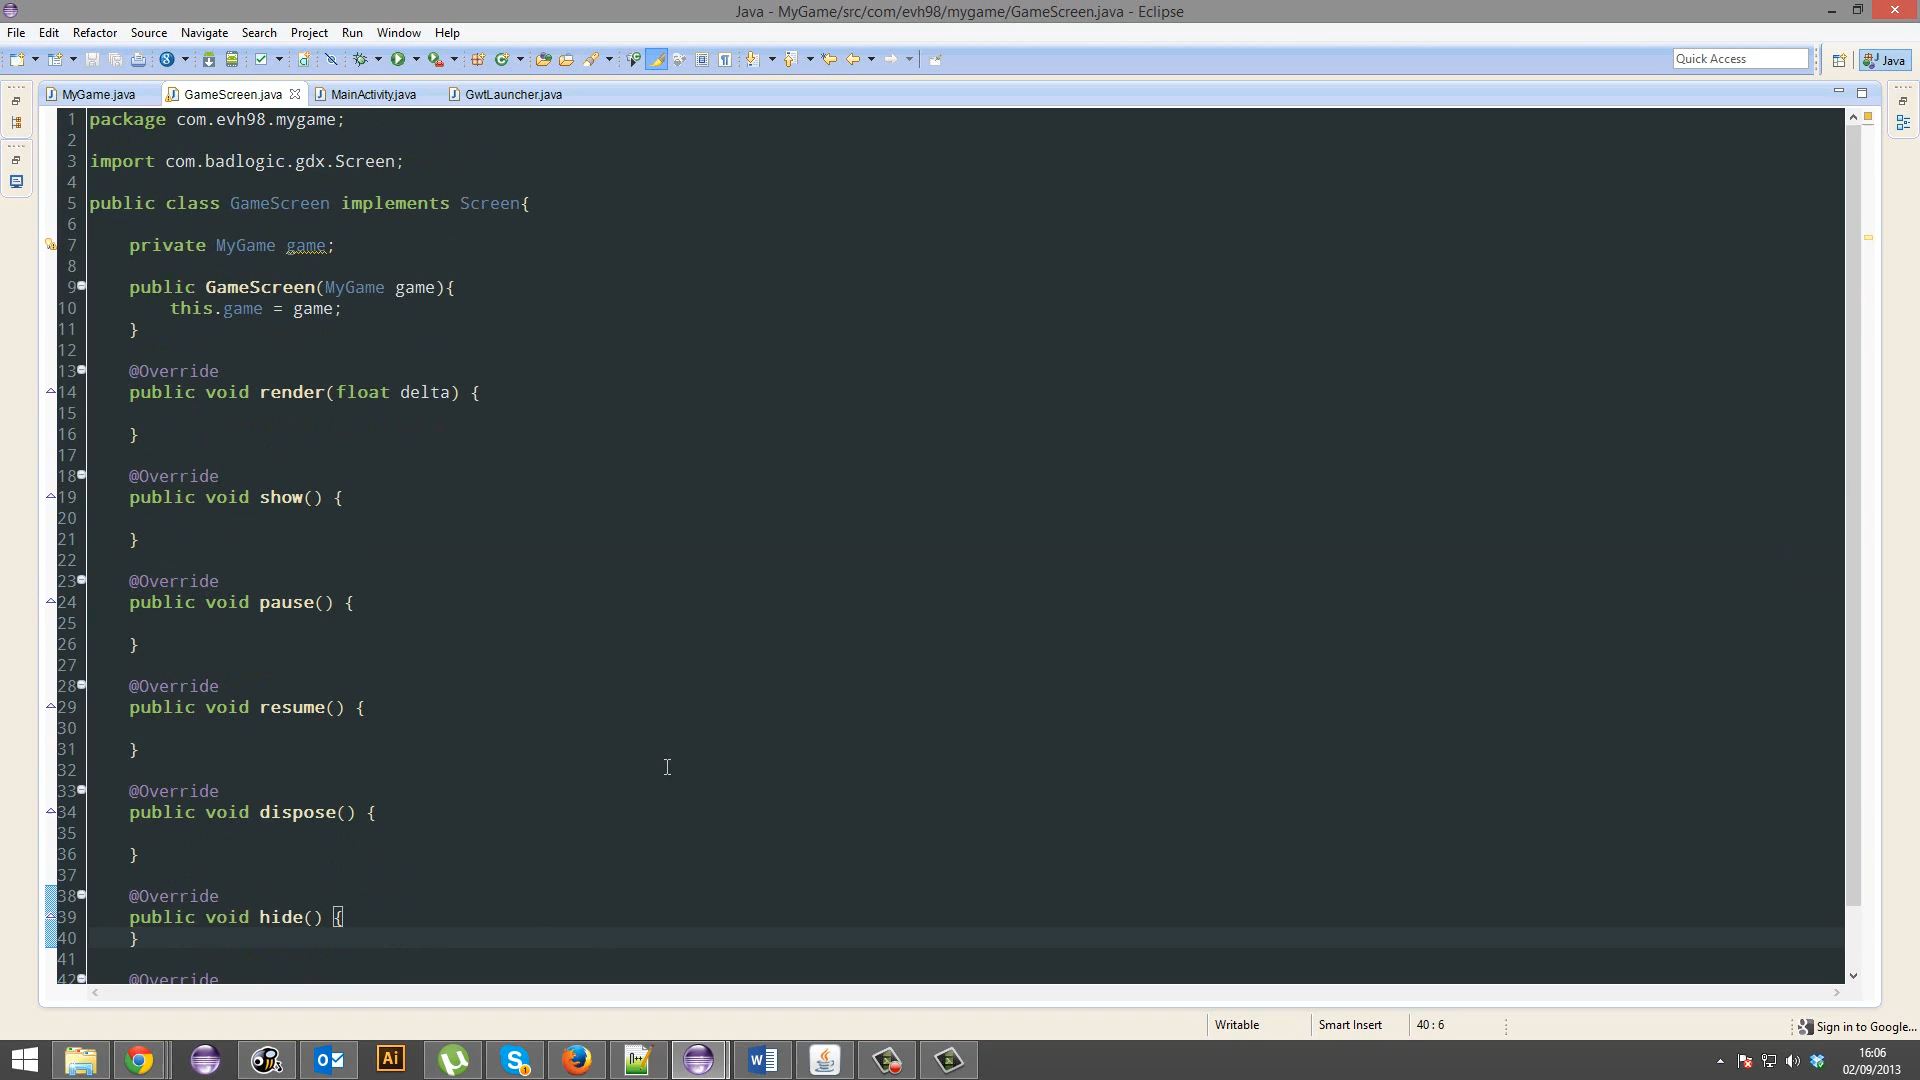 Java - MyGame/src/com/evh98/mygame/GameScreen.java - Eclipse
File Edit Refactor Source Navigate Search Project Run Window Help
Quick Access
Java
MyGame.java GameScreen.java MainActivity.java GwtLauncher.java
1 package com.evh98.mygame;
2
3 import com.badlogic.gdx.Screen;
4
5 public class GameScreen implements Screen{
6
7 private MyGame game;
8
9 public GameScreen(MyGame game){
10 this.game = game;
11 }
12
13 @Override
14 public void render(float delta) {
15
16 }
17
18 @Override
19 public void show() {
20
21 }
22
23 @Override
24 public void pause() {
25
26 }
27
28 @Override
29 public void resume() {
30
31 }
32
33 @Override
34 public void dispose() {
35
36 }
37
38 @Override
39 public void hide() {
40 }
41
42 @Override
Writable Smart Insert 40 : 6
Sign in to Google...
Ai
16:06
02/09/2013